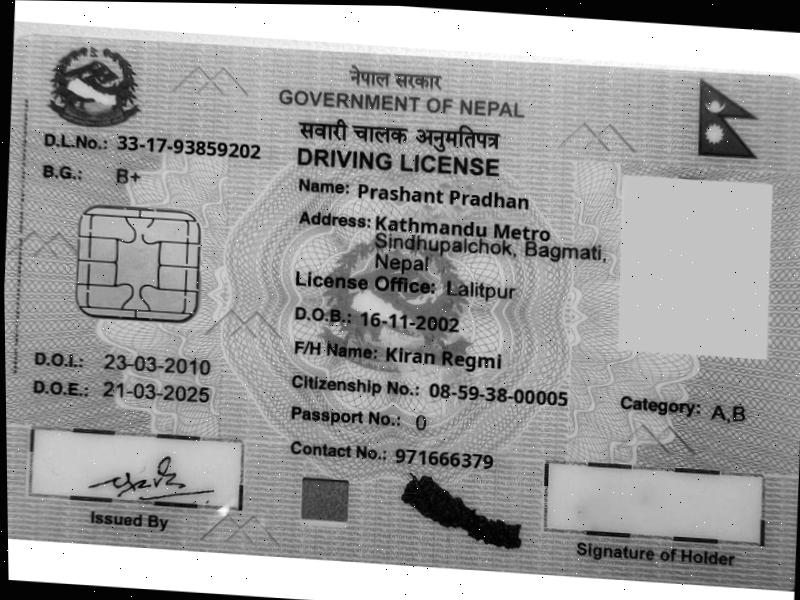 नेपाल सरकार
GOVERNMENT OF NEPAL
सवारी चालक अनुमतिपत्र
DRIVING LICENSE
D.L.No.: 33-17-93859202
B.G.: B+
Name: Prashant Pradhan
Address: Kathmandu Metro
Sindhupalchok, Bagmati,
Nepal
License Office: Lalitpur
D.O.B.: 16-11-2002
F/H Name: Kiran Regmi
D.O.I.: 23-03-2010
D.O.E.: 21-03-2025
Citizenship No.: 08-59-38-00005
Category: A,B
Passport No.: 0
Contact No.: 971666379
Issued By
Signature of Holder